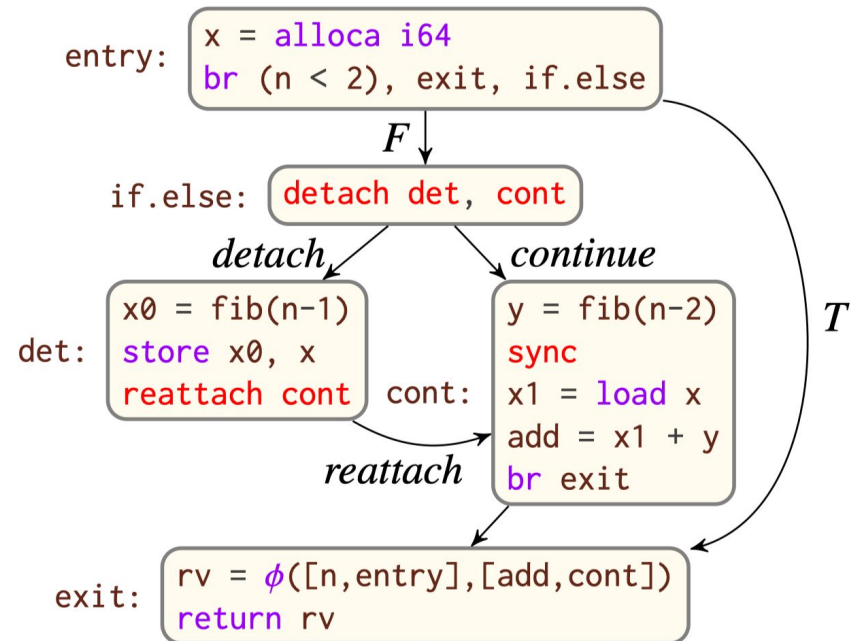 entry:
x = alloca i64
br (n < 2), exit, if.else
F
if.else:
detach det, cont
detach
continue
T
det:
x0 = fib(n-1)
store x0, x
reattach cont
cont:
y = fib(n-2)
sync
x1 = load x
add = x1 + y
br exit
reattach
exit:
rv = ϕ([n,entry],[add,cont])
return rv